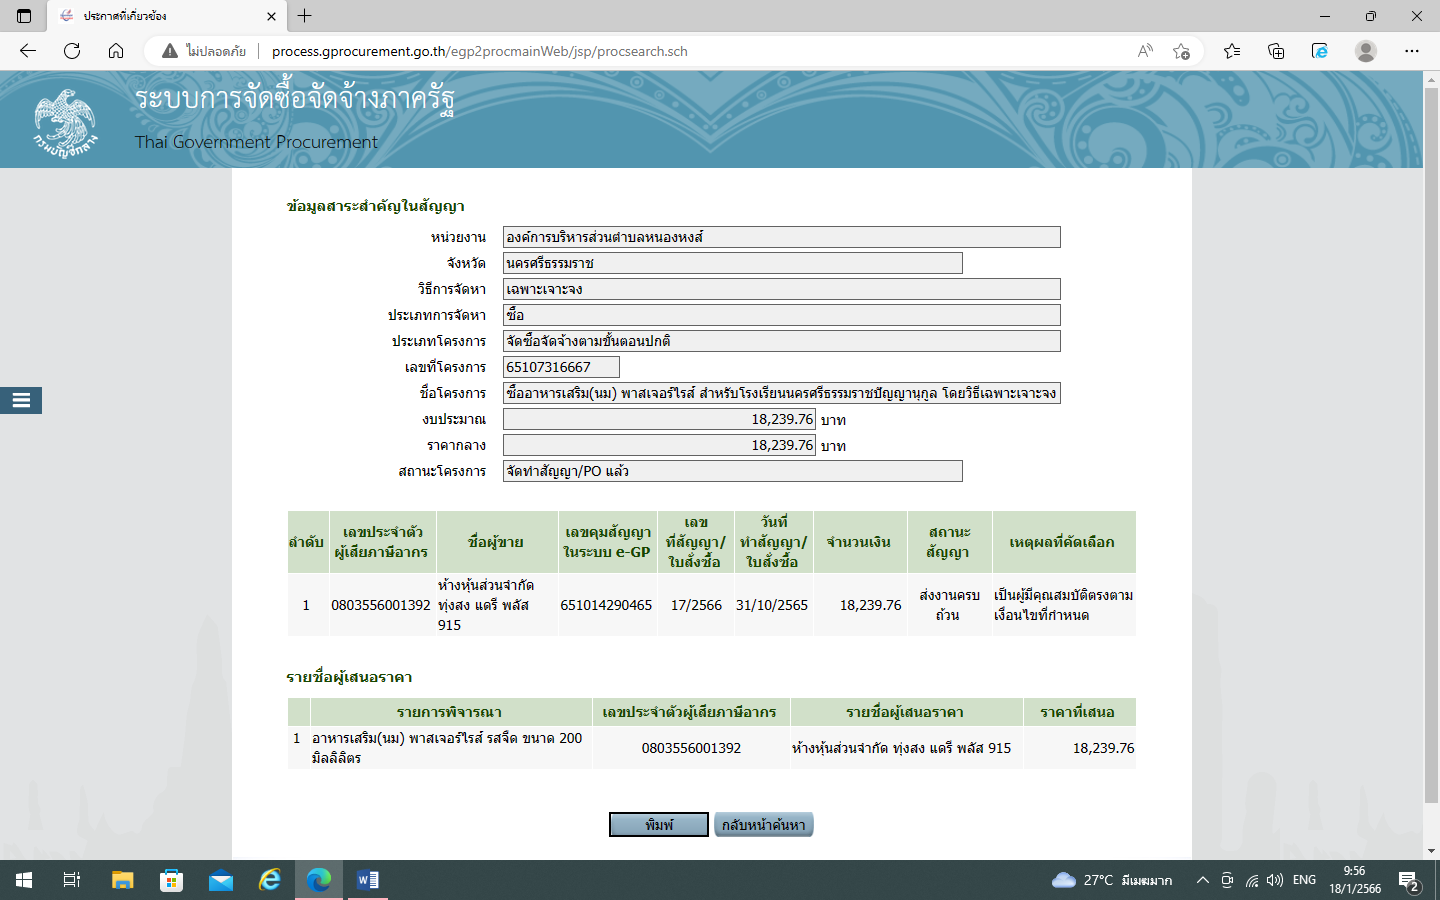 ประกาศที่เกี่ยวข้อง
ไม่ปลอดภัย
process.gprocurement.go.th/egp2procmainWeb/jsp/procsearch.sch
ระบบการจัดซื้อจัดจ้างภาครัฐ
Thai Government Procurement
กรมบัญชีกลาง
ข้อมูลสาระสำคัญในสัญญา
หน่วยงาน องค์การบริหารส่วนตำบลหนองหงส์
จังหวัด นครศรีธรรมราช
วิธีการจัดหา เฉพาะเจาะจง
ประเภทการจัดหา ซื้อ
ประเภทโครงการ จัดซื้อจัดจ้างตามขั้นตอนปกติ
เลขที่โครงการ 65107316667
ชื่อโครงการ ซื้ออาหารเสริม(นม) พาสเจอร์ไรส์ สำหรับโรงเรียนนครศรีธรรมราชปัญญานุกูล โดยวิธีเฉพาะเจาะจง
งบประมาณ 18,239.76 บาท
ราคากลาง 18,239.76 บาท
สถานะโครงการ จัดทำสัญญา/PO แล้ว
ลำดับ เลขประจำตัวผู้เสียภาษีอากร ชื่อผู้ขาย เลขคุมสัญญาในระบบ e-GP เลขที่สัญญา/ใบสั่งซื้อ วันที่ทำสัญญา/ใบสั่งซื้อ จำนวนเงิน สถานะสัญญา เหตุผลที่คัดเลือก
1 0803556001392 ห้างหุ้นส่วนจำกัด ทุ่งสง แดรี่ พลัส 915 651014290465 17/2566 31/10/2565 18,239.76 ส่งงานครบถ้วน เป็นผู้มีคุณสมบัติตรงตามเงื่อนไขที่กำหนด
รายชื่อผู้เสนอราคา
รายการพิจารณา เลขประจำตัวผู้เสียภาษีอากร รายชื่อผู้เสนอราคา ราคาที่เสนอ
1 อาหารเสริม(นม) พาสเจอร์ไรส์ รสจืด ขนาด 200 มิลลิลิตร 0803556001392 ห้างหุ้นส่วนจำกัด ทุ่งสง แดรี่ พลัส 915 18,239.76
พิมพ์ กลับหน้าค้นหา
27°C มีเมฆมาก ENG 9:56
18/1/2566 2